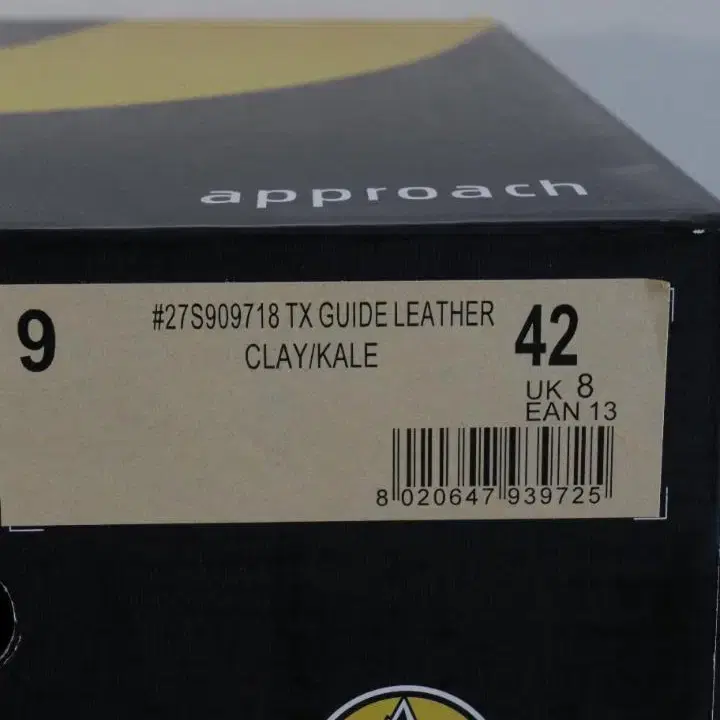 approach
9
#27S909718 TX GUIDE LEATHER
CLAY/KALE
42
UK 8
EAN 13
8 020647 939725